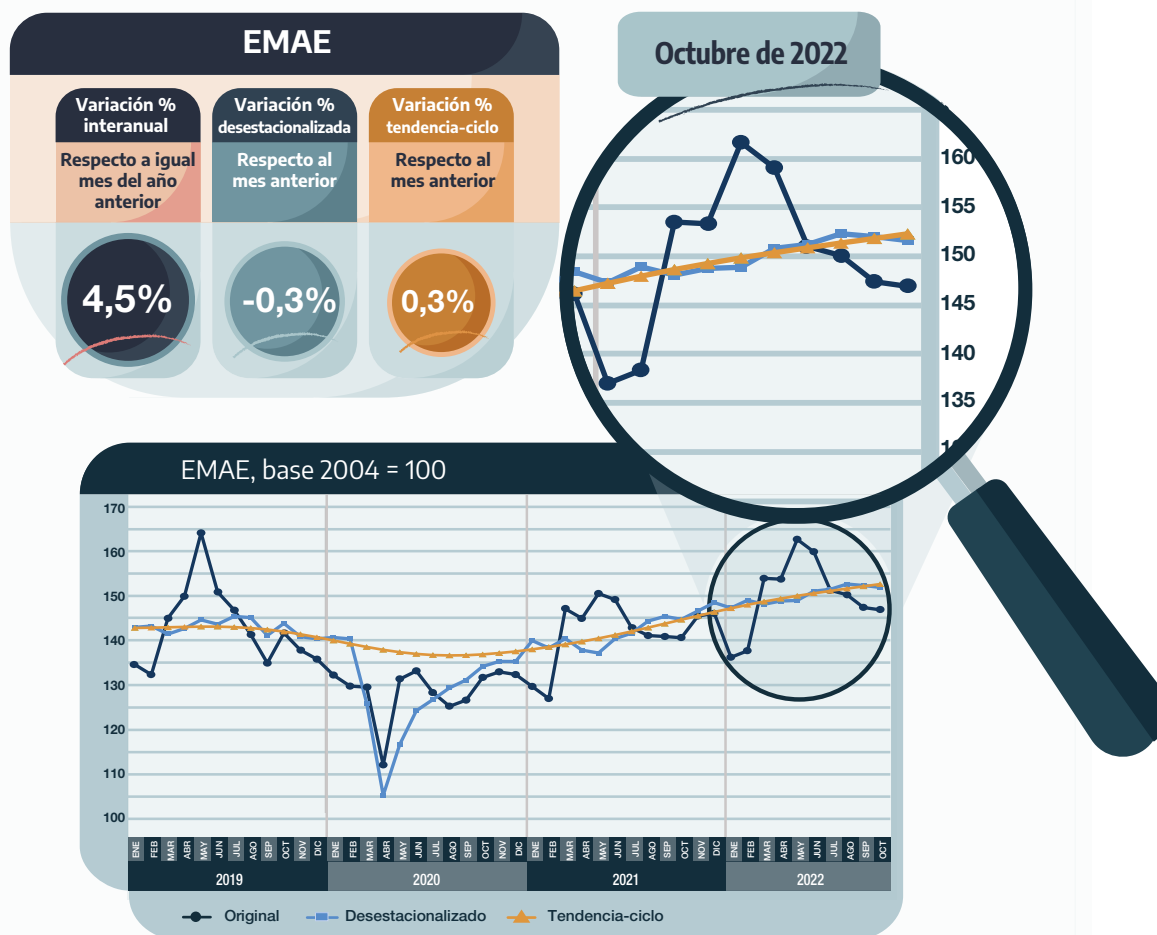 EMAE
Variación %
interanual
Respecto a igual
mes del año
anterior
4,5%
Variación %
desestacionalizada
Respecto al
mes anterior
-0,3%
Variación %
tendencia-ciclo
Respecto al
mes anterior
0,3%
Octubre de 2022
160
155
150
145
140
135
EMAE, base 2004 = 100
170
160
150
140
130
120
110
100
ENE FEB MAR ABR MAY JUN JUL AGO SEP OCT NOV DIC ENE FEB MAR ABR MAY JUN JUL AGO SEP OCT NOV DIC ENE FEB MAR ABR MAY JUN JUL AGO SEP OCT NOV DIC ENE FEB MAR ABR MAY JUN JUL AGO SEP OCT
2019 2020 2021 2022
Original Desestacionalizado Tendencia-ciclo